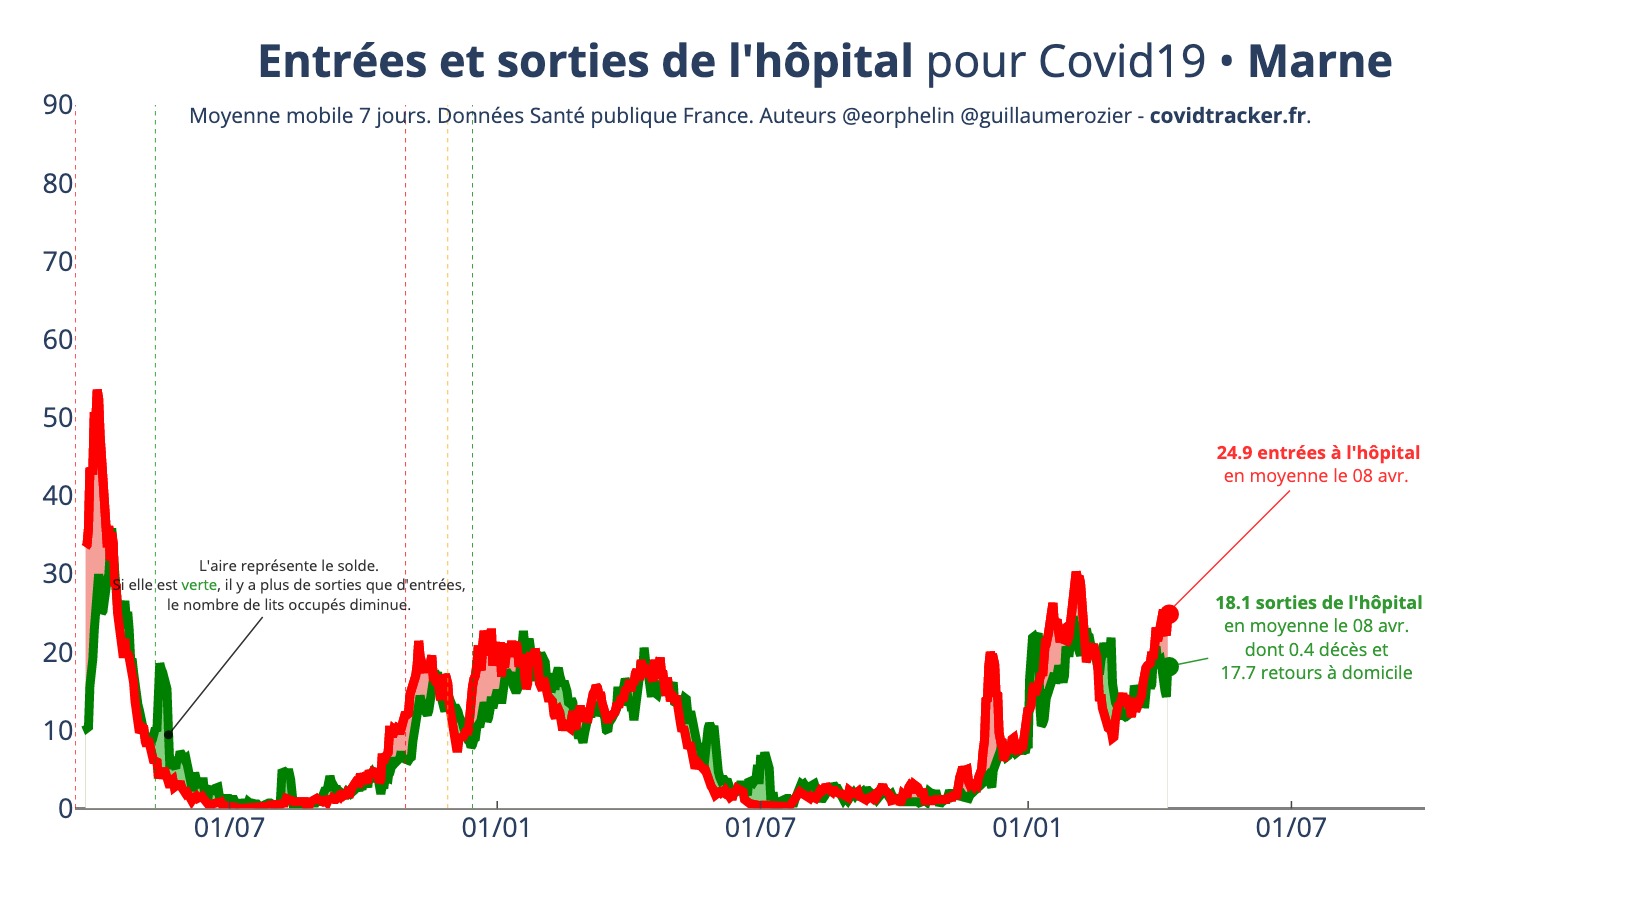 Entrées et sorties de l'hôpital pour Covid19 • Marne
Moyenne mobile 7 jours. Données Santé publique France. Auteurs @eorphelin @guillaumerozier - covidtracker.fr.
90
80
70
60
50
40
30
20
10
0
L'aire représente le solde.
Si elle est verte, il y a plus de sorties que d'entrées,
le nombre de lits occupés diminue.
24.9 entrées à l'hôpital
en moyenne le 08 avr.
18.1 sorties de l'hôpital
en moyenne le 08 avr.
dont 0.4 décès et
17.7 retours à domicile
01/07
01/01
01/07
01/01
01/07